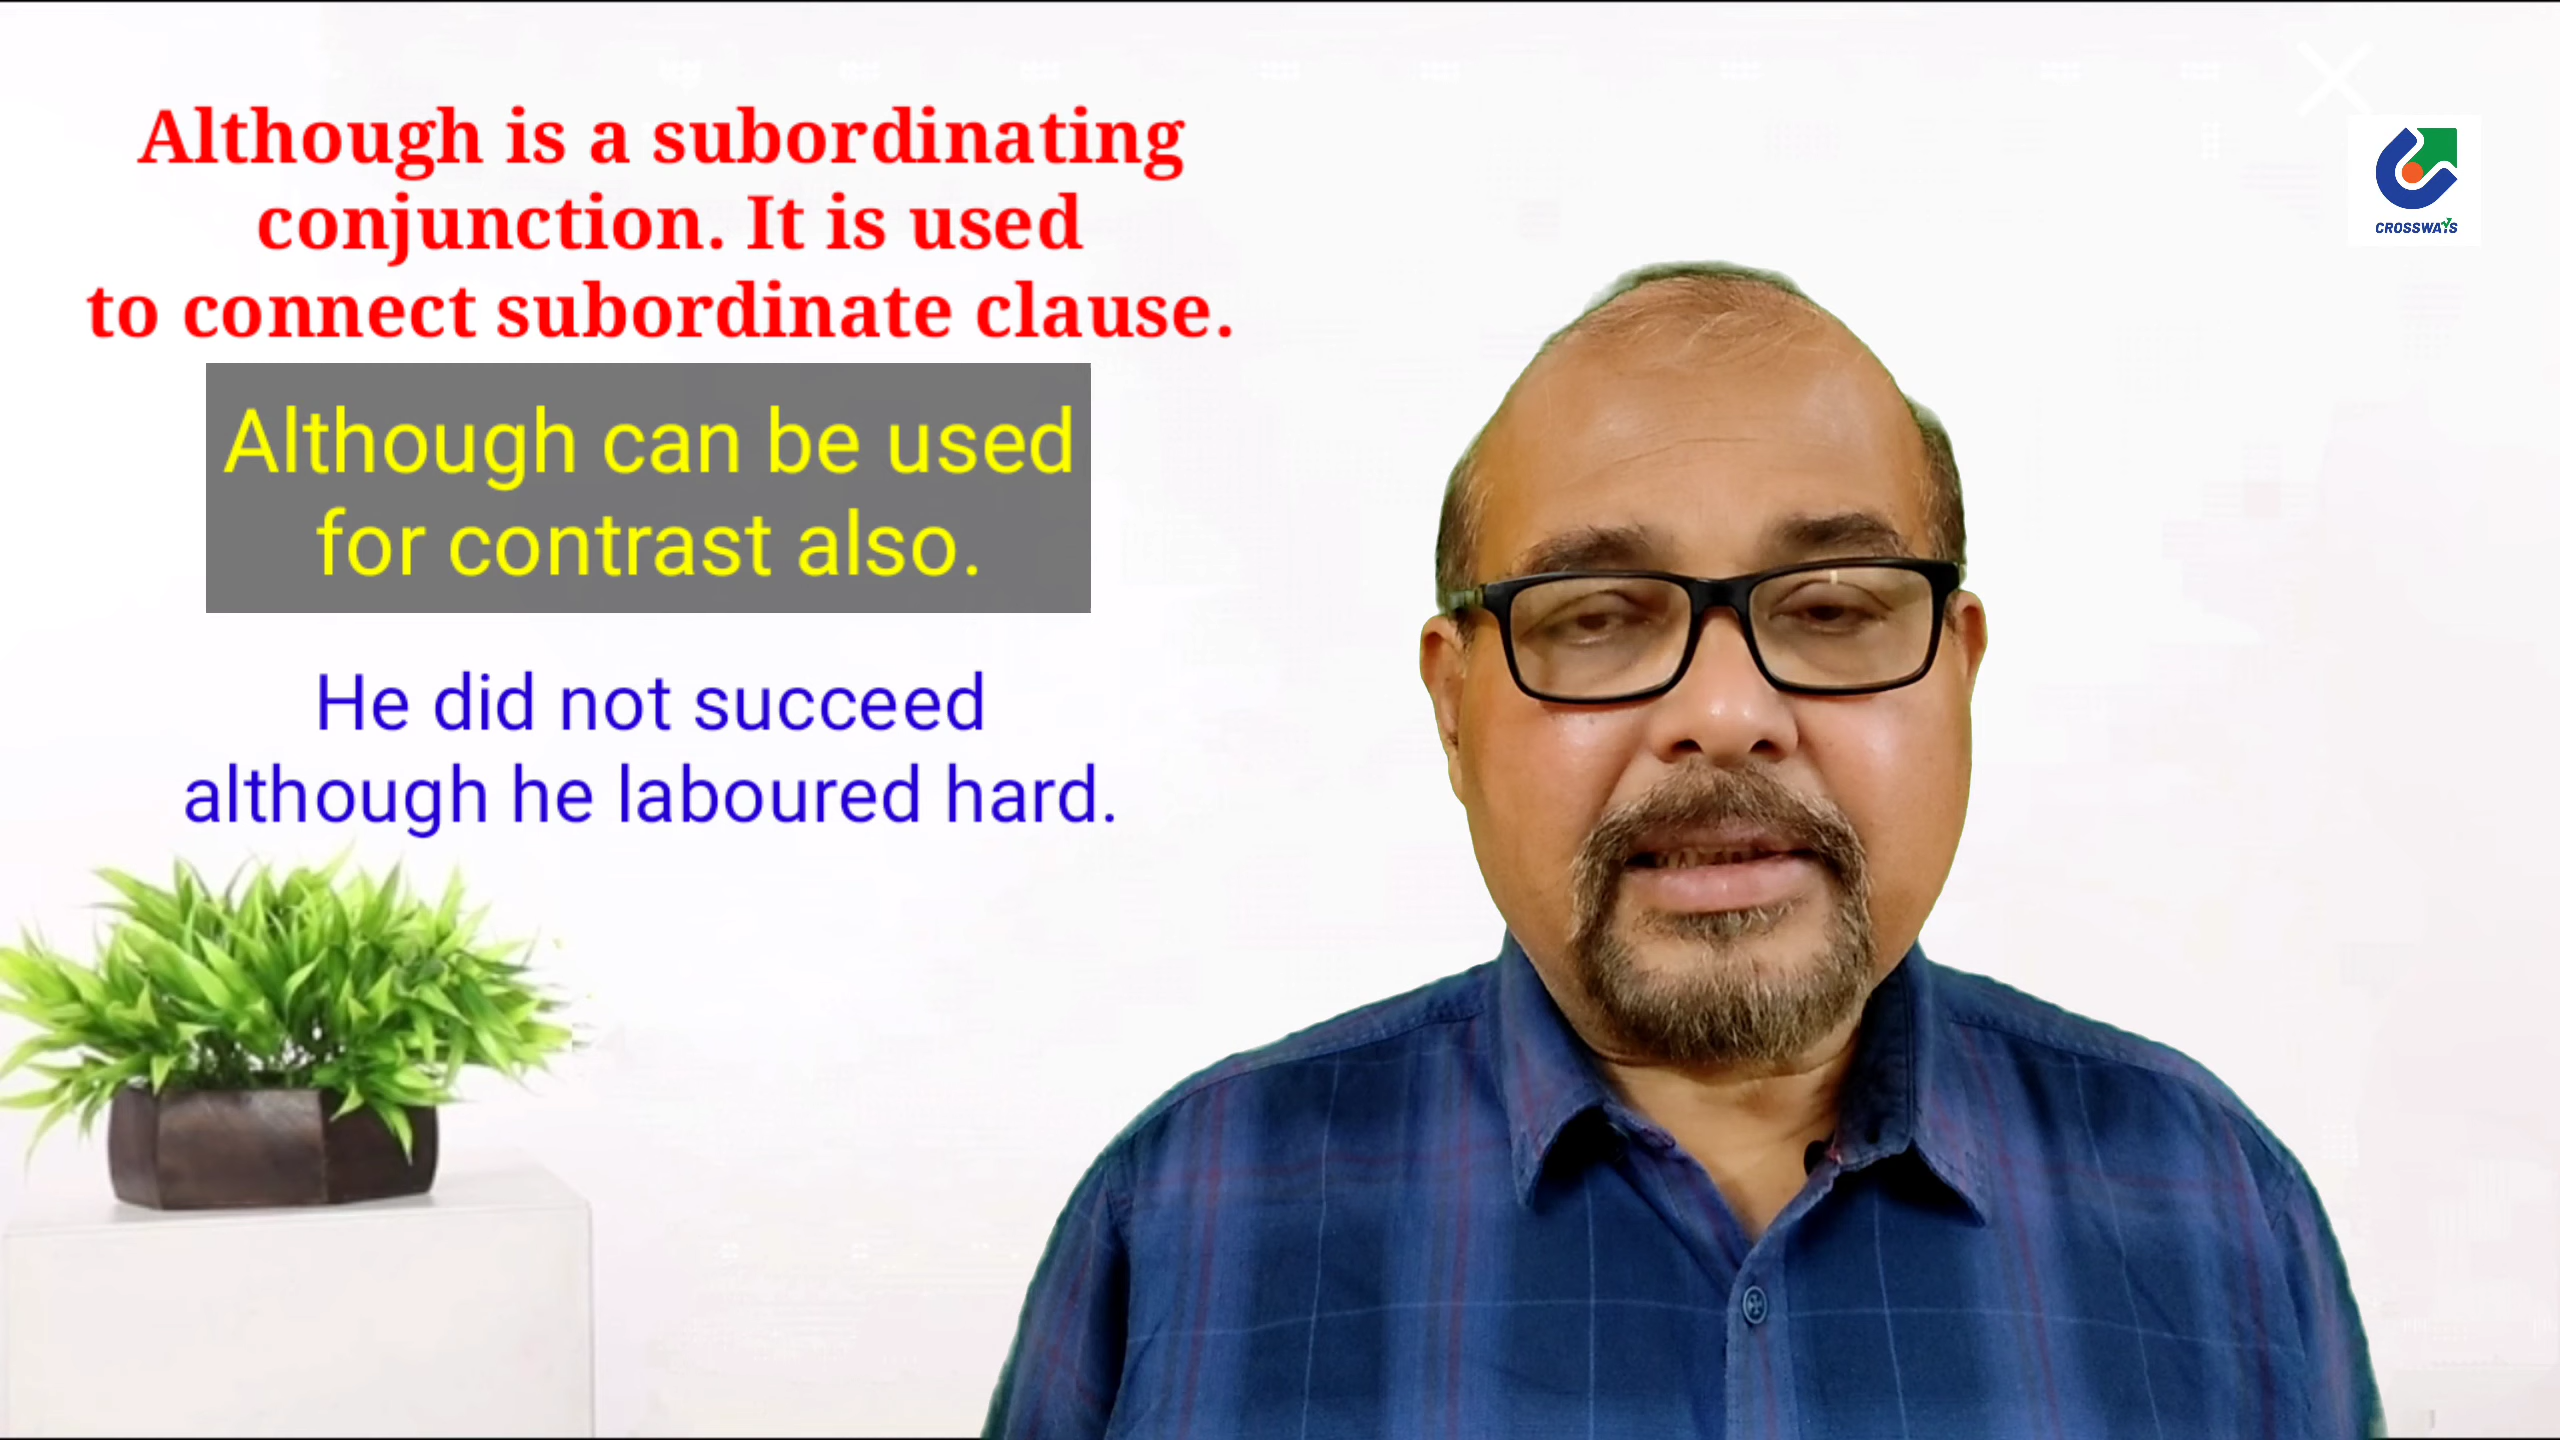 Although is a subordinating
conjunction. It is used
to connect subordinate clause.
Although can be used
for contrast also.
He did not succeed
although he laboured hard.
CROSSWAYS